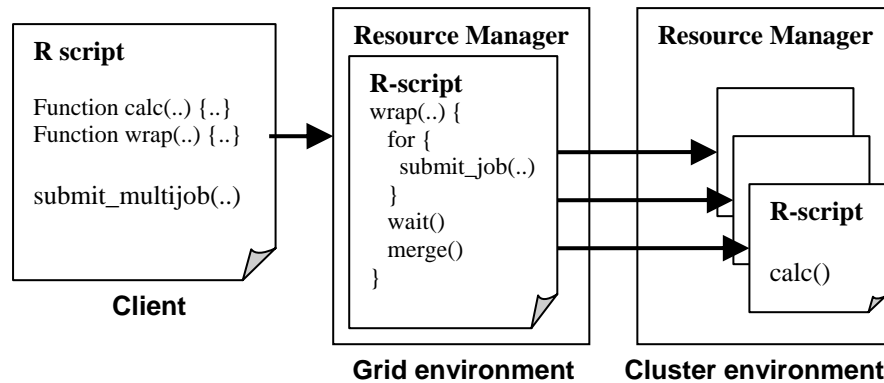 R script
Function calc(..) {..}
Function wrap(..) {..}
submit_multijob(..)
Client
Resource Manager
R-script
wrap(..) {
for {
submit_job(..)
}
wait()
merge()
}
Grid environment
Resource Manager
R-script
calc()
Cluster environment